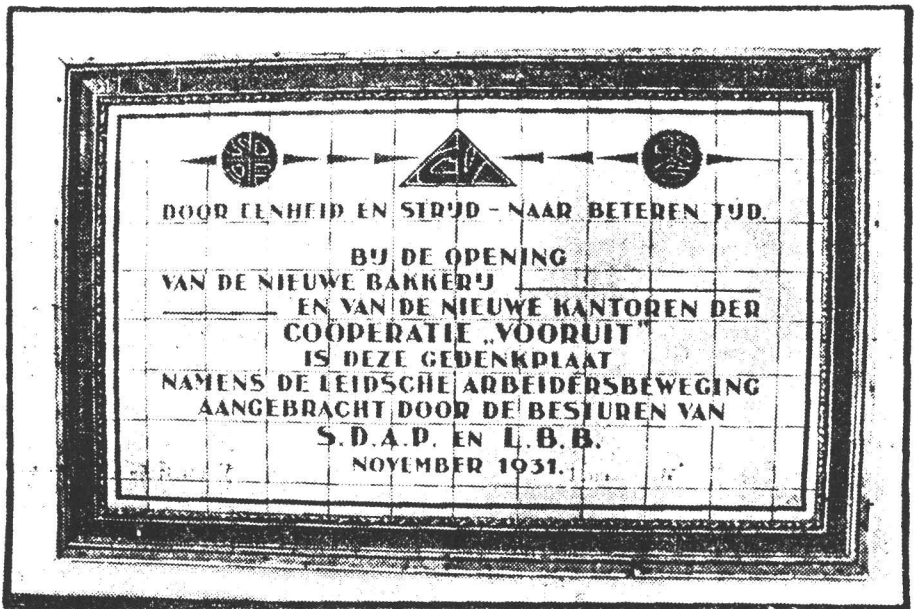 DOOR EENHEID EN STRIJD – NAAR BETEREN TIJD.
BIJ DE OPENING
VAN DE NIEUWE BAKKERIJ
EN VAN DE NIEUWE KANTOREN DER
COOPERATIE „VOORUIT”
IS DEZE GEDENKPLAAT
NAMENS DE LEIDSCHE ARBEIDERSBEWEGING
AANGEBRACHT DOOR DE BESTUREN VAN
S.D.A.P. EN L.B.B.
NOVEMBER 1931.